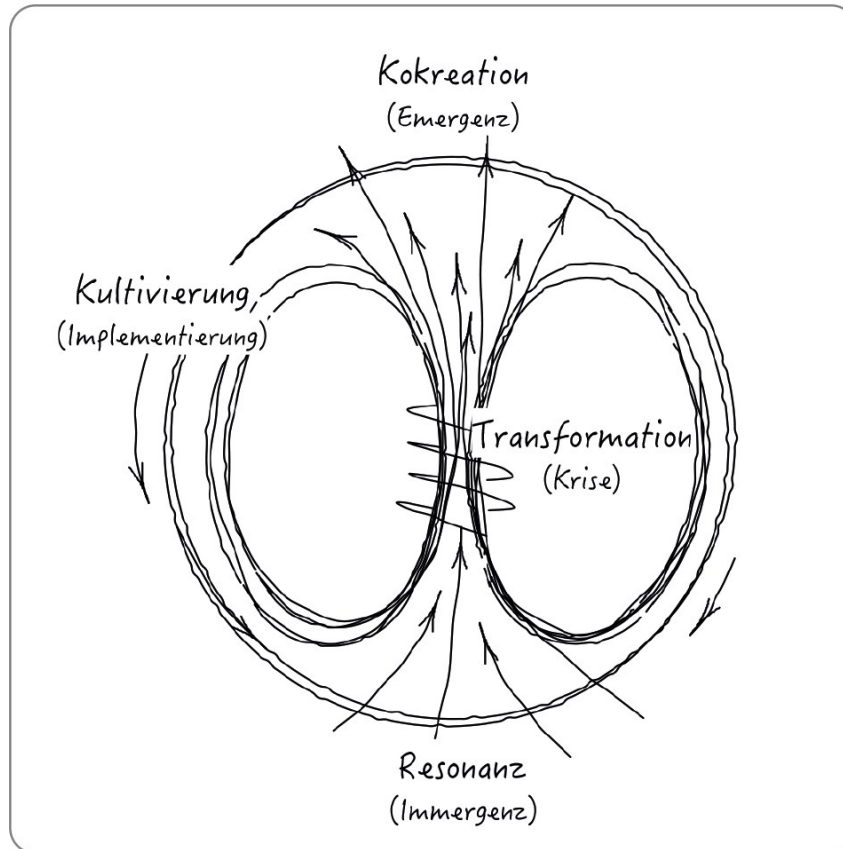 Kokreation
(Emergenz)
Kultivierung
(Implementierung)
Transformation
(Krise)
Resonanz
(Immergenz)